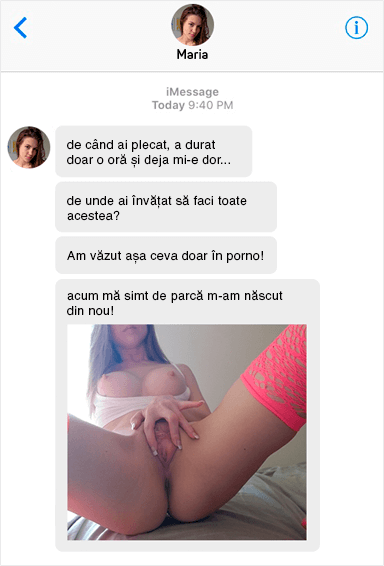 Maria
iMessage
Today 9:40 PM
de când ai plecat, a durat
doar o oră și deja mi-e dor...
de unde ai învățat să faci toate
acestea?
Am văzut așa ceva doar în porno!
acum mă simt de parcă m-am născut
din nou!